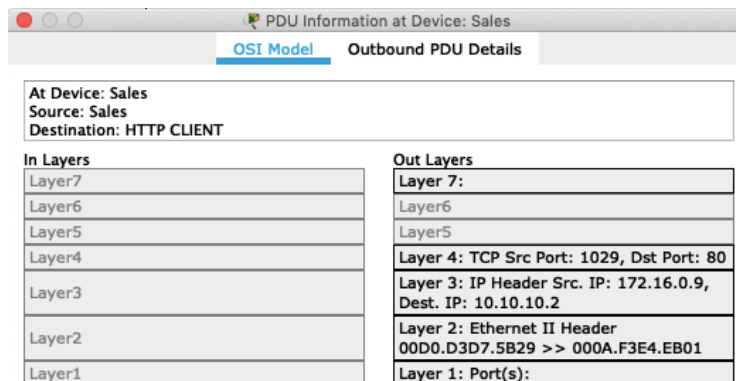 PDU Information at Device: Sales
OSI Model Outbound PDU Details
At Device: Sales
Source: Sales
Destination: HTTP CLIENT
In Layers
Layer7
Layer6
Layer5
Layer4
Layer3
Layer2
Layer1
Out Layers
Layer 7:
Layer6
Layer5
Layer 4: TCP Src Port: 1029, Dst Port: 80
Layer 3: IP Header Src. IP: 172.16.0.9,
Dest. IP: 10.10.10.2
Layer 2: Ethernet II Header
00D0.D3D7.5B29 >> 000A.F3E4.EB01
Layer 1: Port(s):